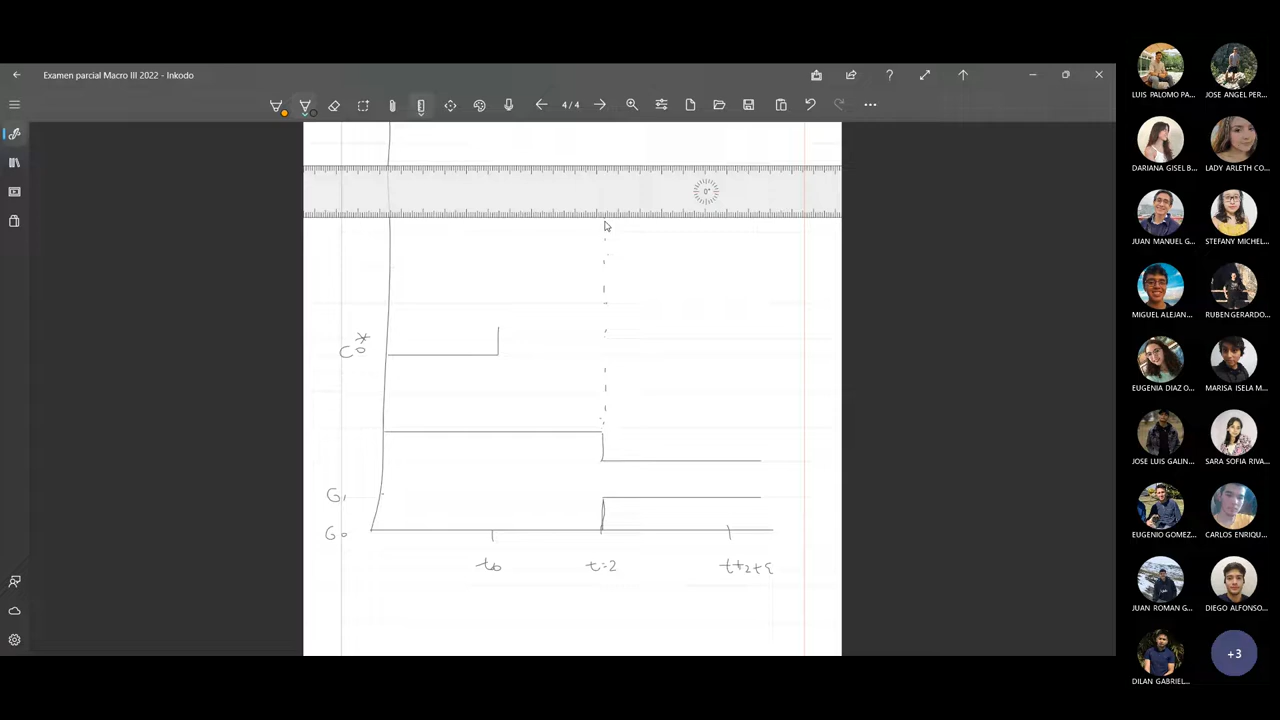 Examen parcial Macro III 2022 - Inkodo
4/4
0°
C₀*
G₁
G₀
t₀
t=2
t+2+ε
LUIS PALOMO PA...
JOSE ANGEL PER...
DARIANA GISEL B...
LADY ARLETH CO...
JUAN MANUEL G...
STEFANY MICHEL...
MIGUEL ALEJAN...
RUBEN GERARDO...
EUGENIA DIAZ O...
MARISA ISELA M...
JOSE LUIS GALIN...
SARA SOFIA RIVA...
EUGENIO GOMEZ...
CARLOS ENRIQU...
JUAN ROMAN G...
DIEGO ALFONSO...
DILAN GABRIEL...
+3